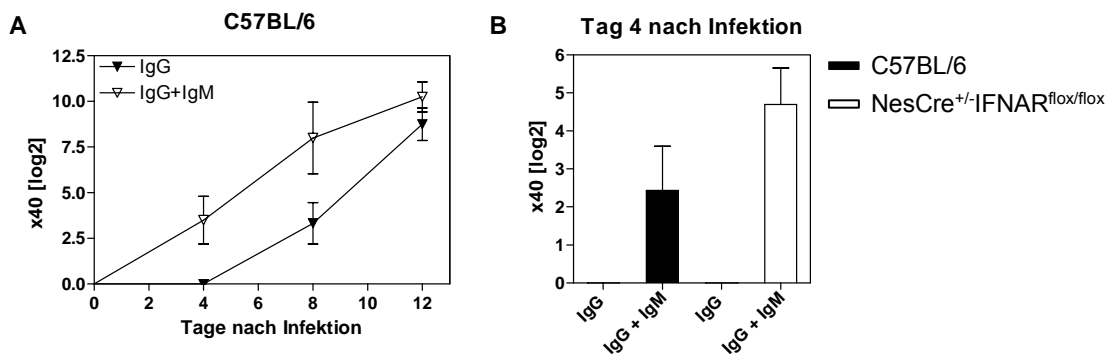 A
C57BL/6
x40 [log2]
12.5
10.0
7.5
5.0
2.5
0.0
IgG
IgG+IgM
0 2 4 6 8 10 12
Tage nach Infektion
B
Tag 4 nach Infektion
x40 [log2]
6
5
4
3
2
1
0
IgG
IgG + IgM
IgG
IgG + IgM
C57BL/6
NesCre+/-IFNARflox/flox